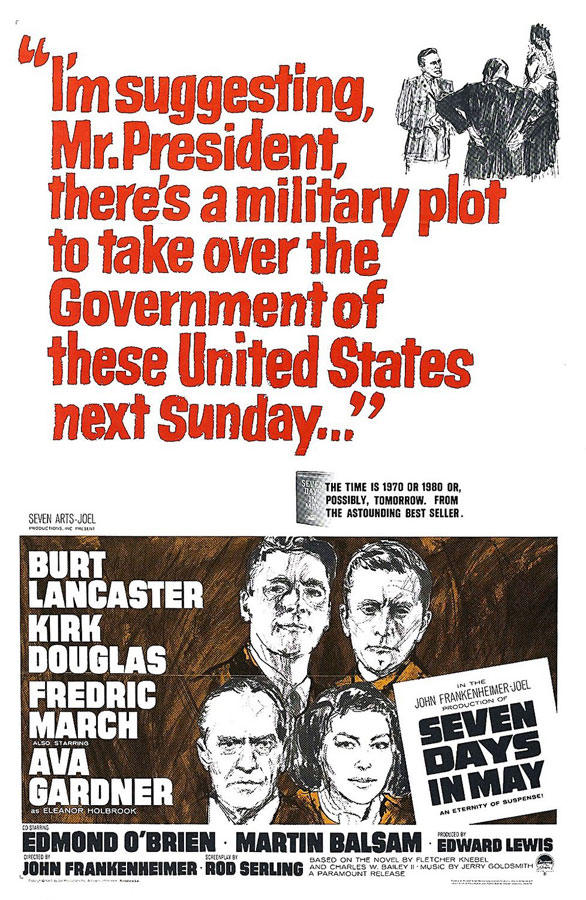 “I'm suggesting,
Mr. President,
there's a military plot
to take over the
Government of
these United States
next Sunday...”
SEVEN
DAYS
THE TIME IS 1970 OR 1980 OR,
POSSIBLY, TOMORROW. FROM
THE ASTOUNDING BEST SELLER.
SEVEN ARTS-JOEL
PRODUCTIONS, INC PRESENT
BURT
LANCASTER
KIRK
DOUGLAS
FREDRIC
MARCH
ALSO STARRING
AVA
GARDNER
as ELEANOR HOLBROOK
IN THE
JOHN FRANKENHEIMER-JOEL
PRODUCTION OF
SEVEN
DAYS
IN MAY
AN ETERNITY OF SUSPENSE!
CO STARRING
EDMOND O'BRIEN · MARTIN BALSAM · PRODUCED BY EDWARD LEWIS
DIRECTED BY JOHN FRANKENHEIMER · SCREENPLAY BY ROD SERLING
BASED ON THE NOVEL BY FLETCHER KNEBEL
AND CHARLES W. BAILEY II · MUSIC BY JERRY GOLDSMITH
A PARAMOUNT RELEASE